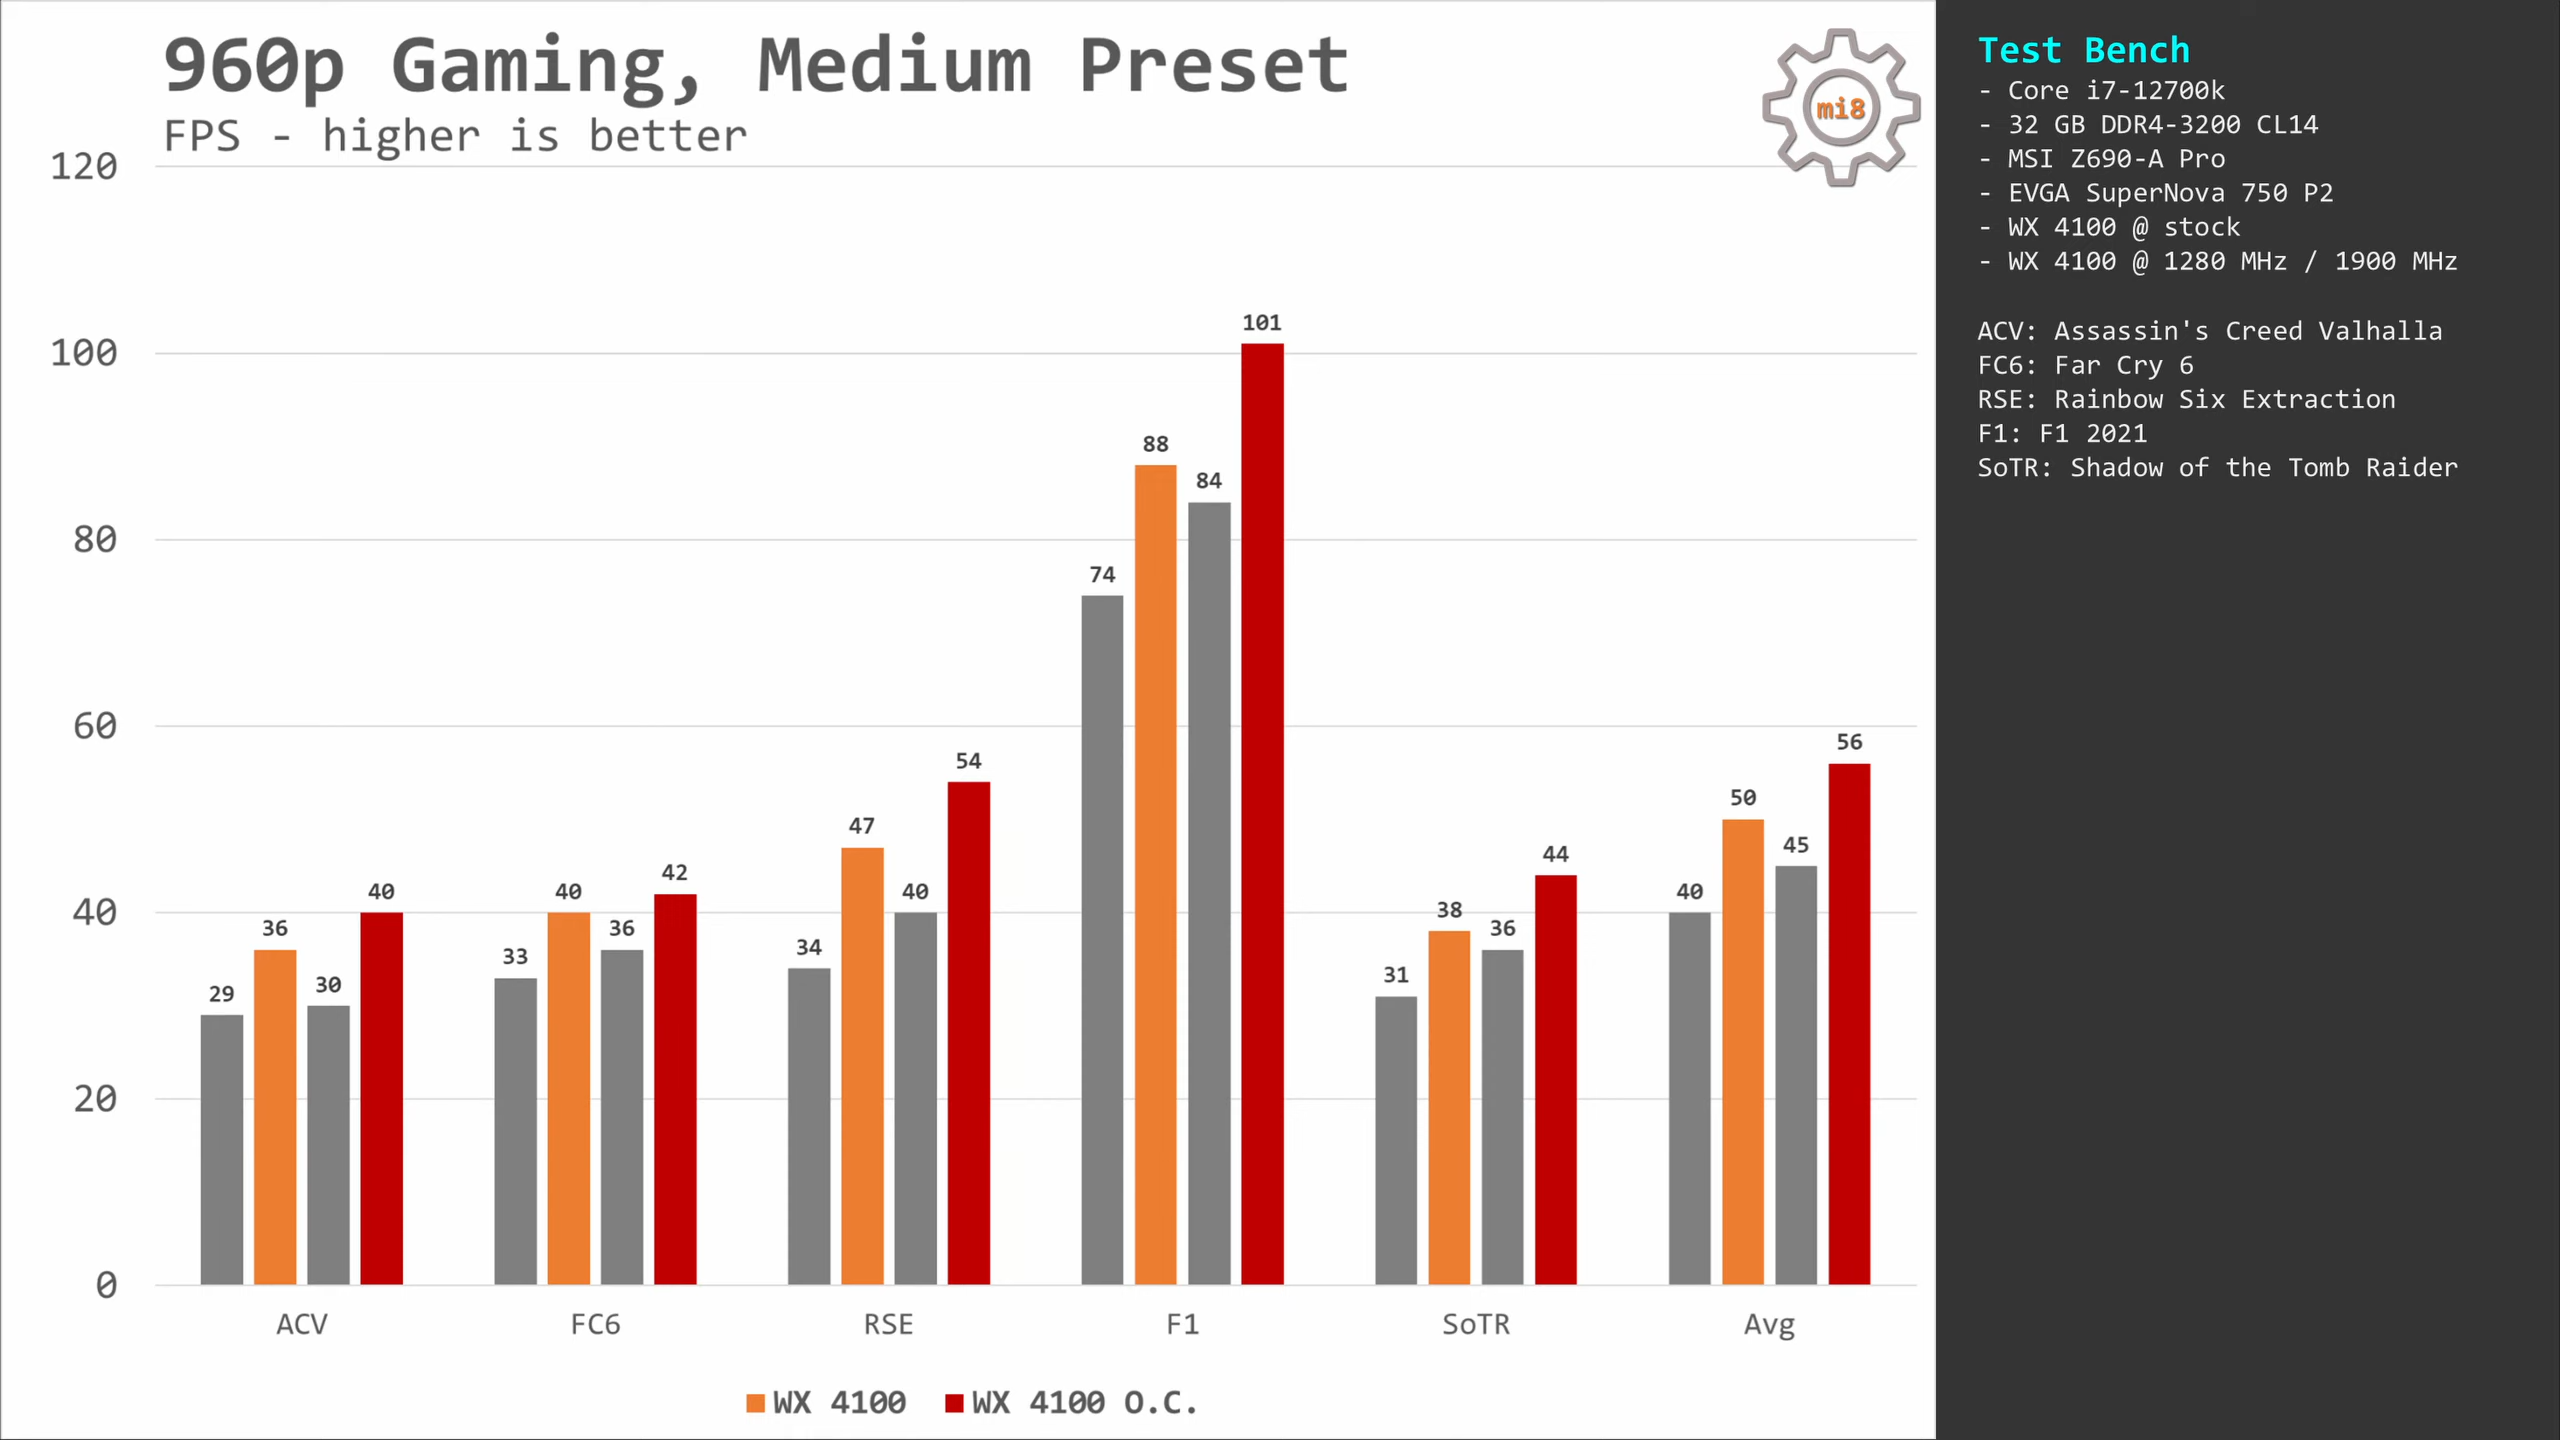 960p Gaming, Medium Preset
FPS - higher is better
mi8
120
100
80
60
40
20
0
29 36 30 40
33 40 36 42
34 47 40 54
74 88 84 101
31 38 36 44
40 50 45 56
ACV FC6 RSE F1 SoTR Avg
WX 4100 WX 4100 O.C.
Test Bench
- Core i7-12700k
- 32 GB DDR4-3200 CL14
- MSI Z690-A Pro
- EVGA SuperNova 750 P2
- WX 4100 @ stock
- WX 4100 @ 1280 MHz / 1900 MHz
ACV: Assassin's Creed Valhalla
FC6: Far Cry 6
RSE: Rainbow Six Extraction
F1: F1 2021
SoTR: Shadow of the Tomb Raider